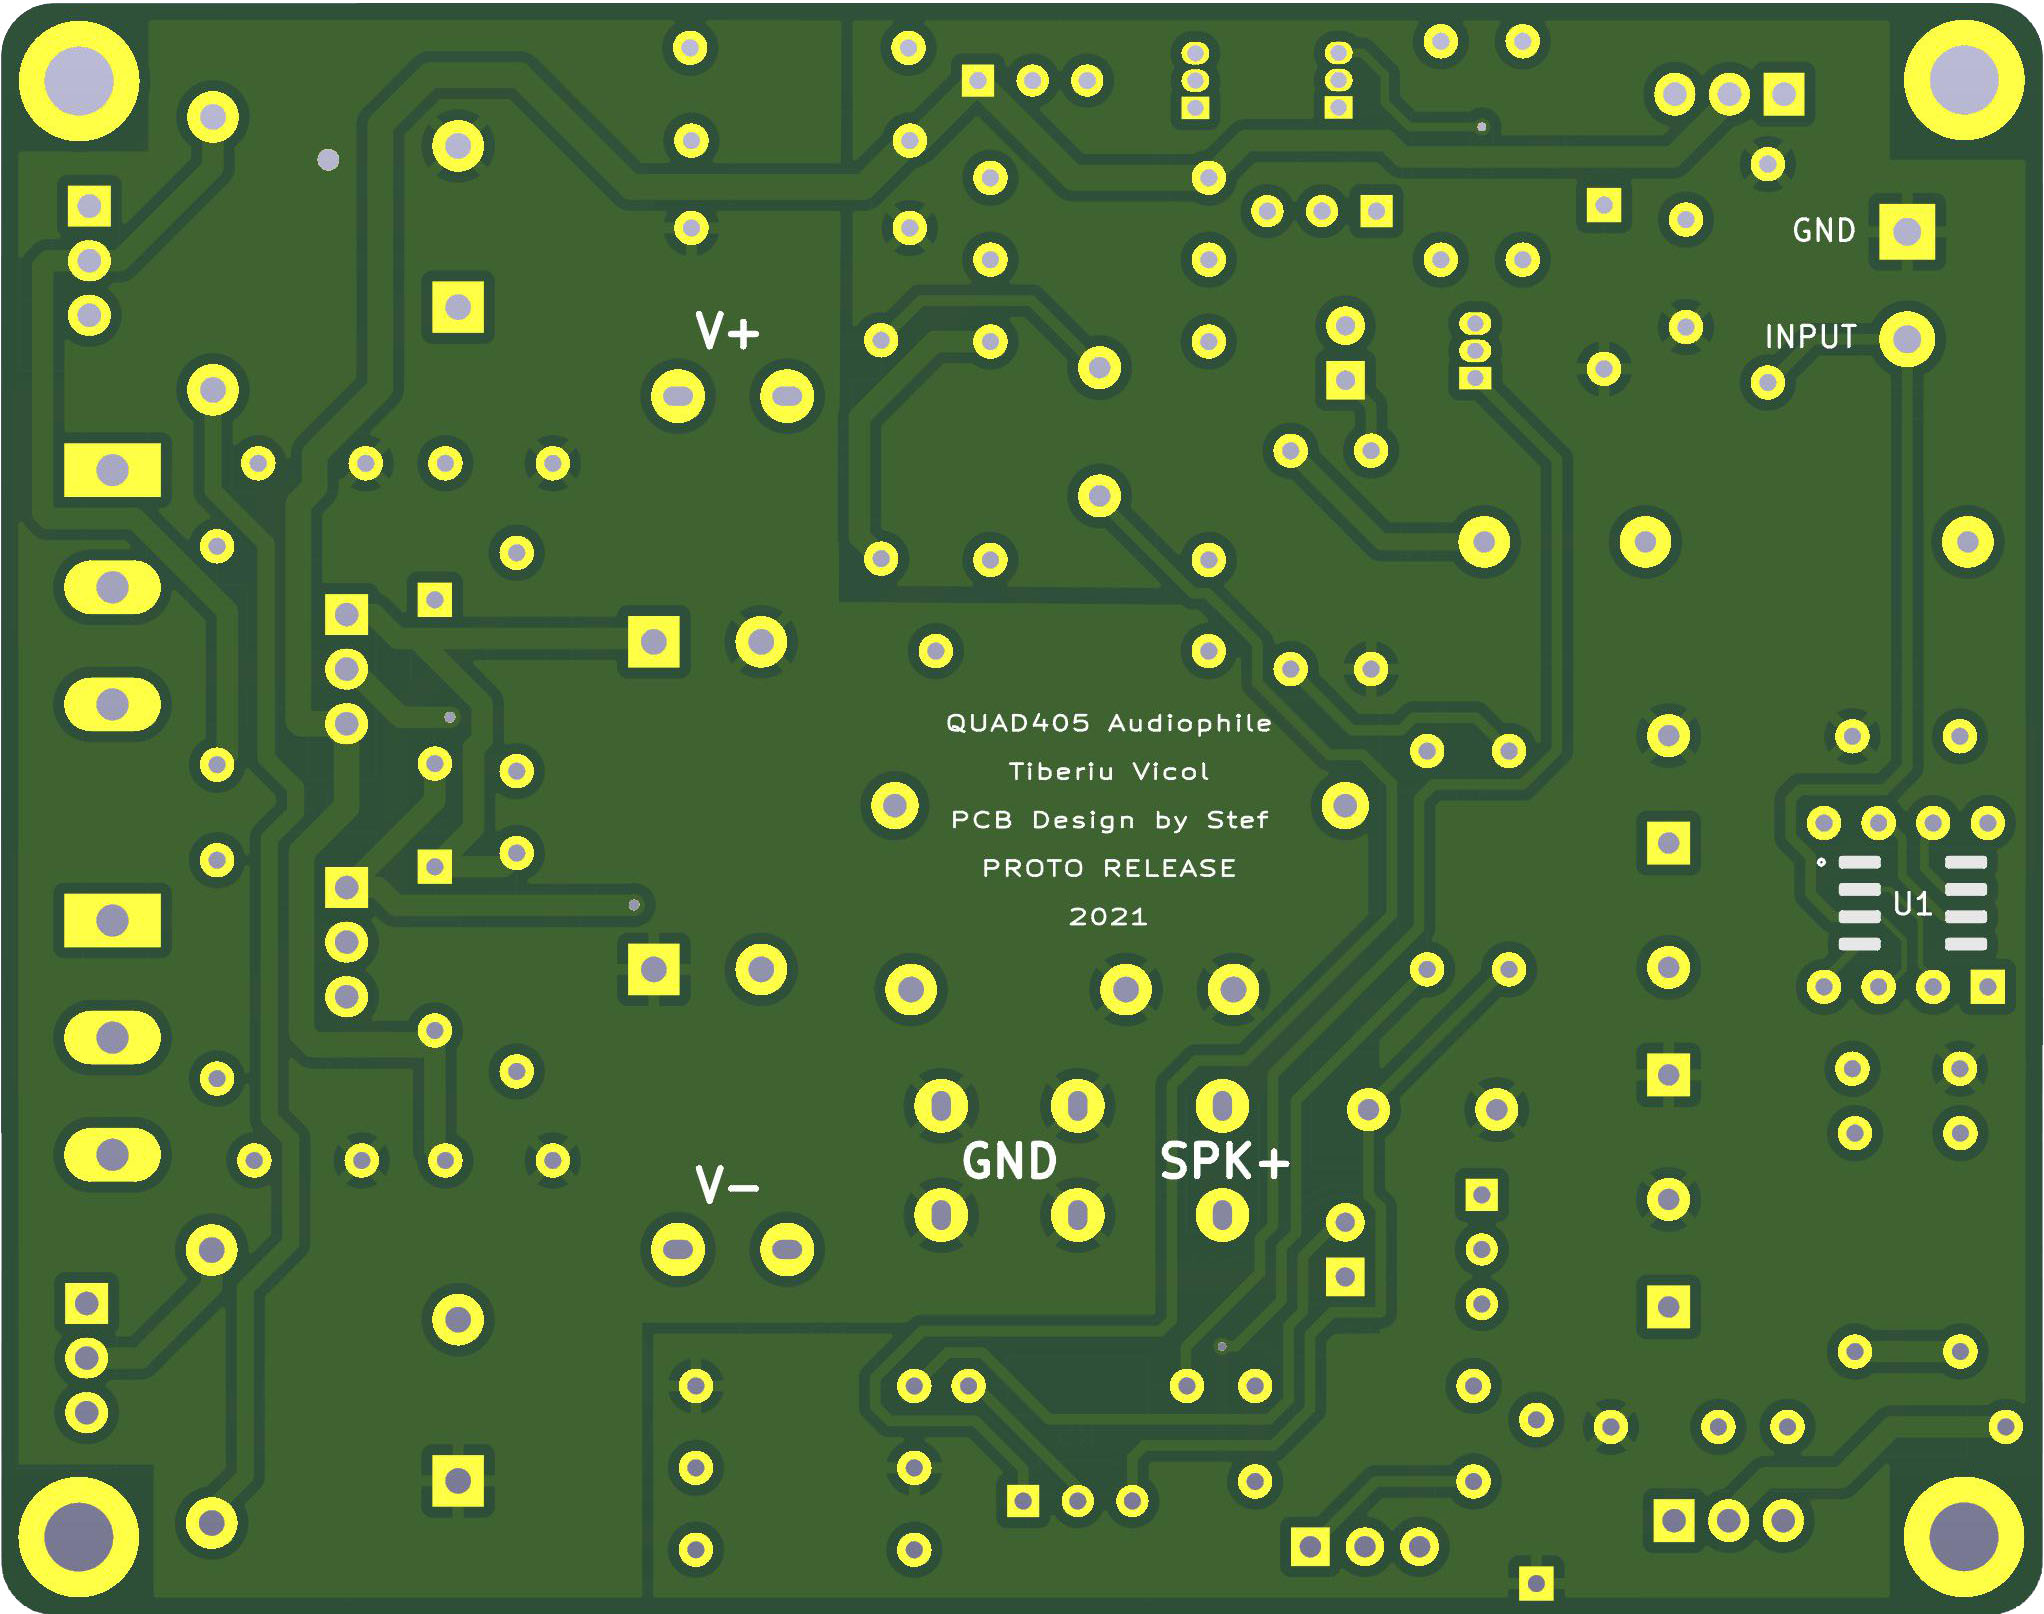 GND
V+
INPUT
QUAD405 Audiophile
Tiberiu Vicol
PCB Design by Stef
PROTO RELEASE
2021
U1
GND
SPK+
V-